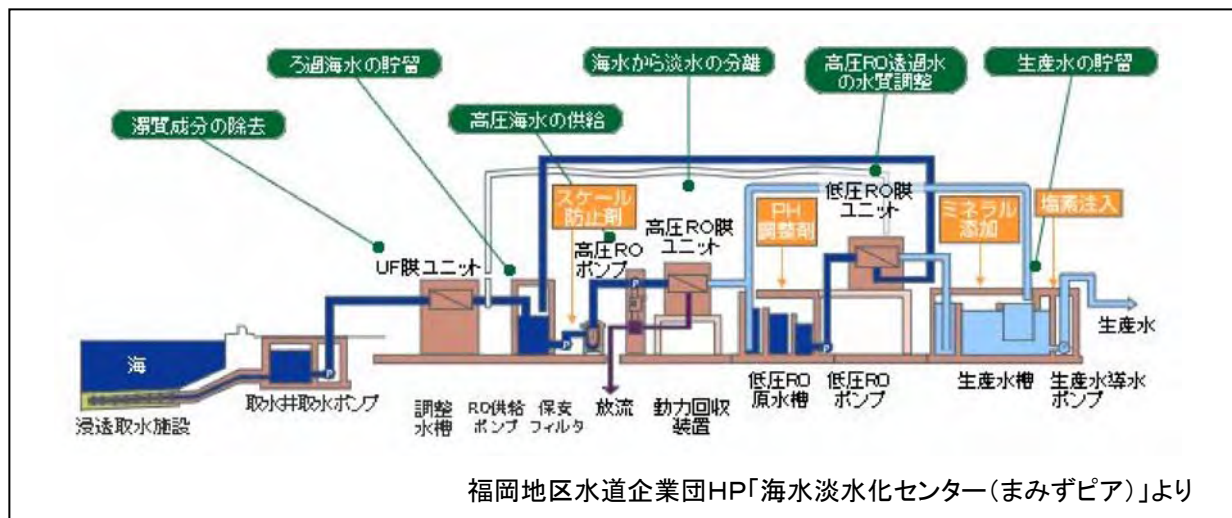 ろ過海水の貯留
海水から淡水の分離
高圧RO透過水
の水質調整
生産水の貯留
濁質成分の除去
高圧海水の供給
スケール
防止剤
低圧RO膜
ユニット
PH
調整剤
ミネラル
添加
塩素注入
高圧RO膜
ユニット
高圧RO
ポンプ
UF膜ユニット
P
海
生産水
取水井取水ポンプ
浸透取水施設
調整
水槽
RO供給
ポンプ
保安
フィルタ
放流
動力回収
装置
低圧RO
原水槽
低圧RO
ポンプ
生産水槽
生産水導水
ポンプ
福岡地区水道企業団HP「海水淡水化センター(まみずピア)」より